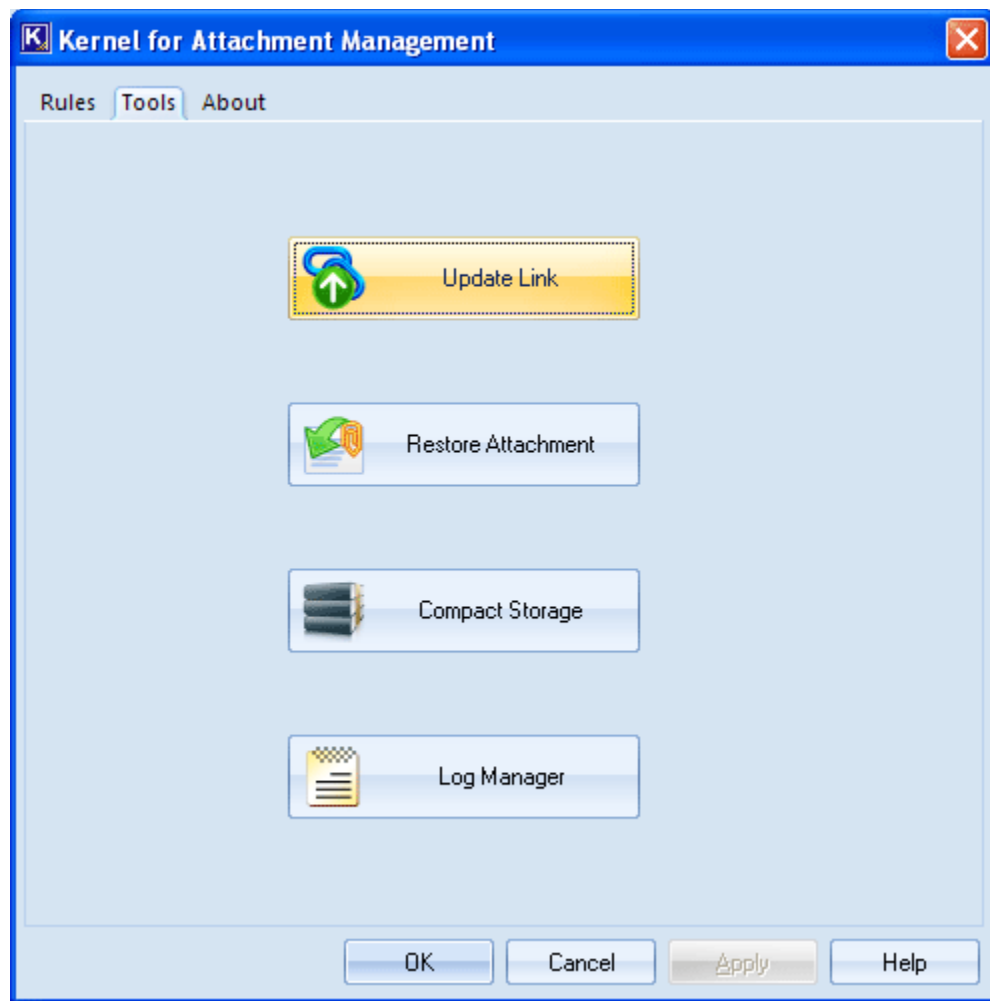 K Kernel for Attachment Management
Rules Tools About
Update Link
Restore Attachment
Compact Storage
Log Manager
OK Cancel Apply Help